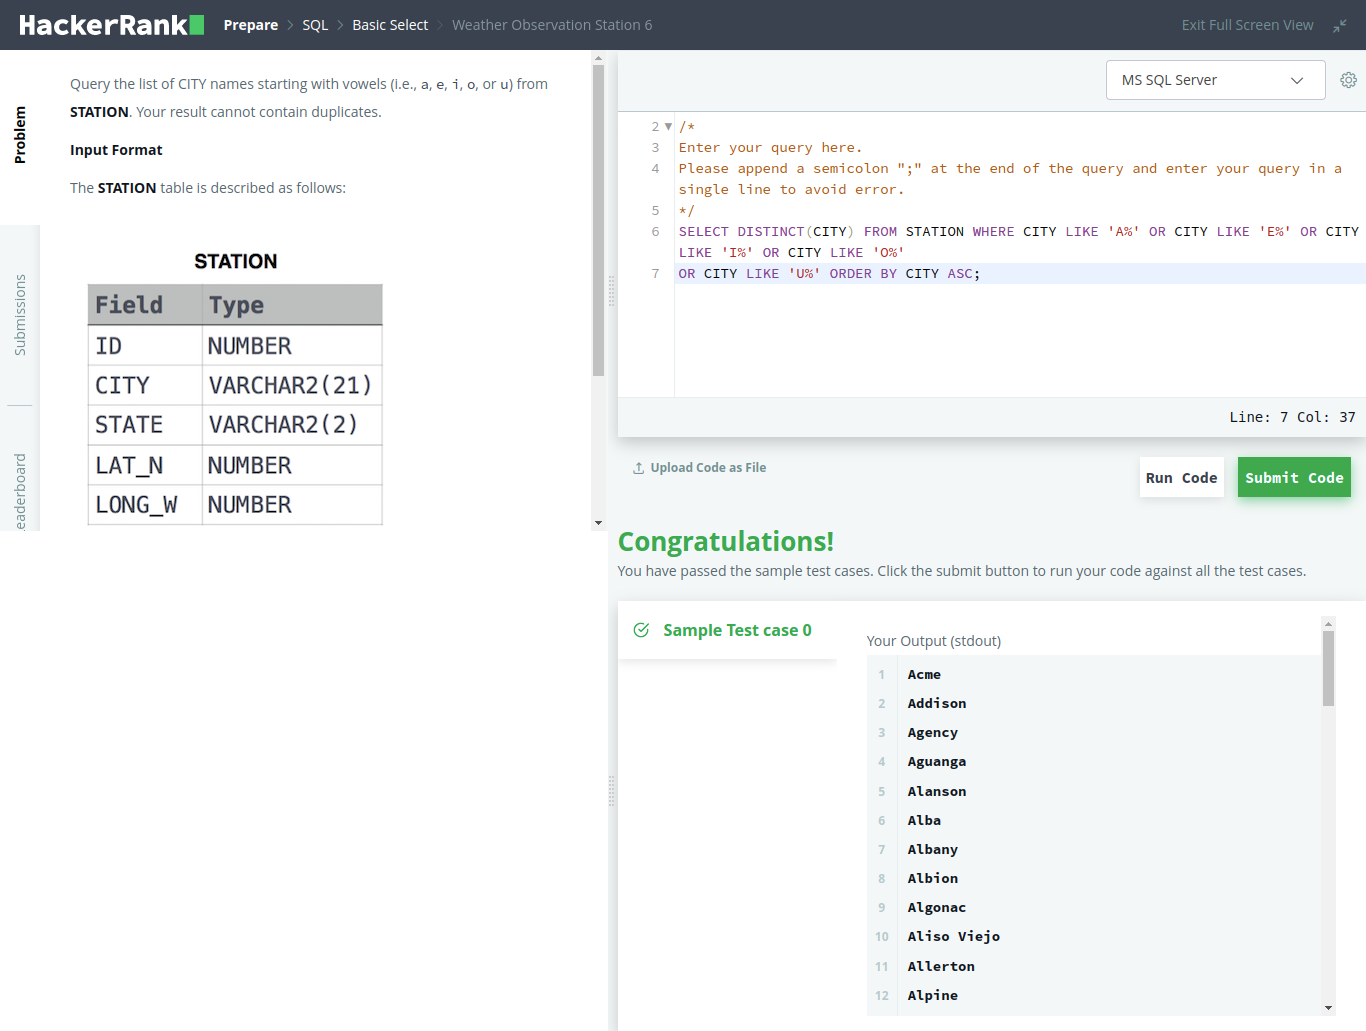 HackerRank Prepare > SQL > Basic Select > Weather Observation Station 6 Exit Full Screen View
Problem
Submissions
Leaderboard
Query the list of CITY names starting with vowels (i.e., a, e, i, o, or u) from
STATION. Your result cannot contain duplicates.
Input Format
The STATION table is described as follows:
STATION
Field Type
ID NUMBER
CITY VARCHAR2(21)
STATE VARCHAR2(2)
LAT_N NUMBER
LONG_W NUMBER
MS SQL Server
2 /*
3 Enter your query here.
4 Please append a semicolon ";" at the end of the query and enter your query in a
single line to avoid error.
5 */
6 SELECT DISTINCT(CITY) FROM STATION WHERE CITY LIKE 'A%' OR CITY LIKE 'E%' OR CITY
LIKE 'I%' OR CITY LIKE 'O%'
7 OR CITY LIKE 'U%' ORDER BY CITY ASC;
Line: 7 Col: 37
Upload Code as File
Run Code
Submit Code
Congratulations!
You have passed the sample test cases. Click the submit button to run your code against all the test cases.
Sample Test case 0
Your Output (stdout)
1 Acme
2 Addison
3 Agency
4 Aguanga
5 Alanson
6 Alba
7 Albany
8 Albion
9 Algonac
10 Aliso Viejo
11 Allerton
12 Alpine